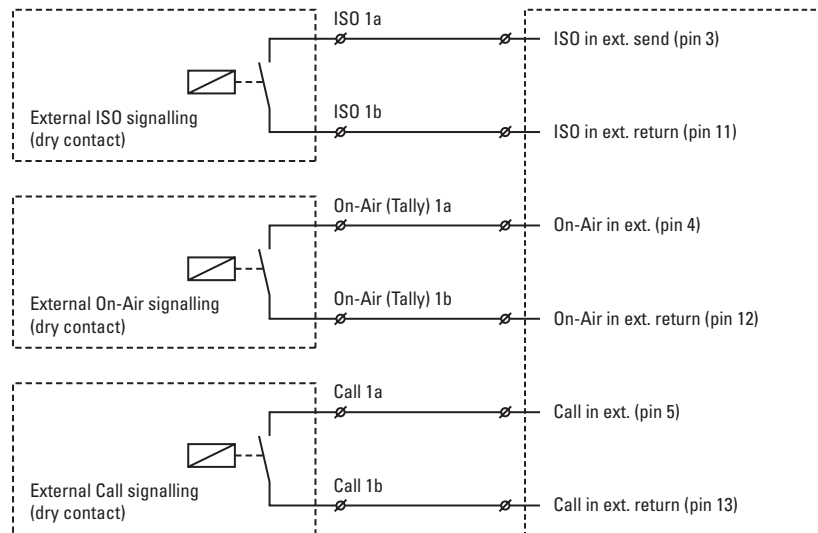 ISO 1a
ISO in ext. send (pin 3)
External ISO signalling
(dry contact)
ISO 1b
ISO in ext. return (pin 11)
On-Air (Tally) 1a
On-Air in ext. (pin 4)
External On-Air signalling
(dry contact)
On-Air (Tally) 1b
On-Air in ext. return (pin 12)
Call 1a
Call in ext. (pin 5)
External Call signalling
(dry contact)
Call 1b
Call in ext. return (pin 13)